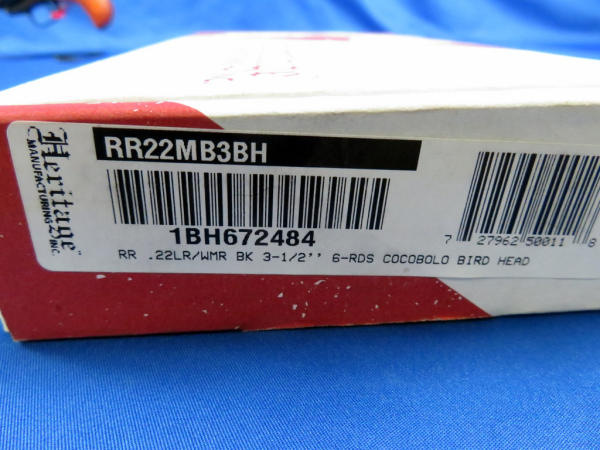 Heritage
MANUFACTURING INC.
RR22MB3BH
1BH672484
7 27962 50011 8
RR .22LR/WMR BK 3-1/2'' 6-RDS COCOBOLO BIRD HEAD